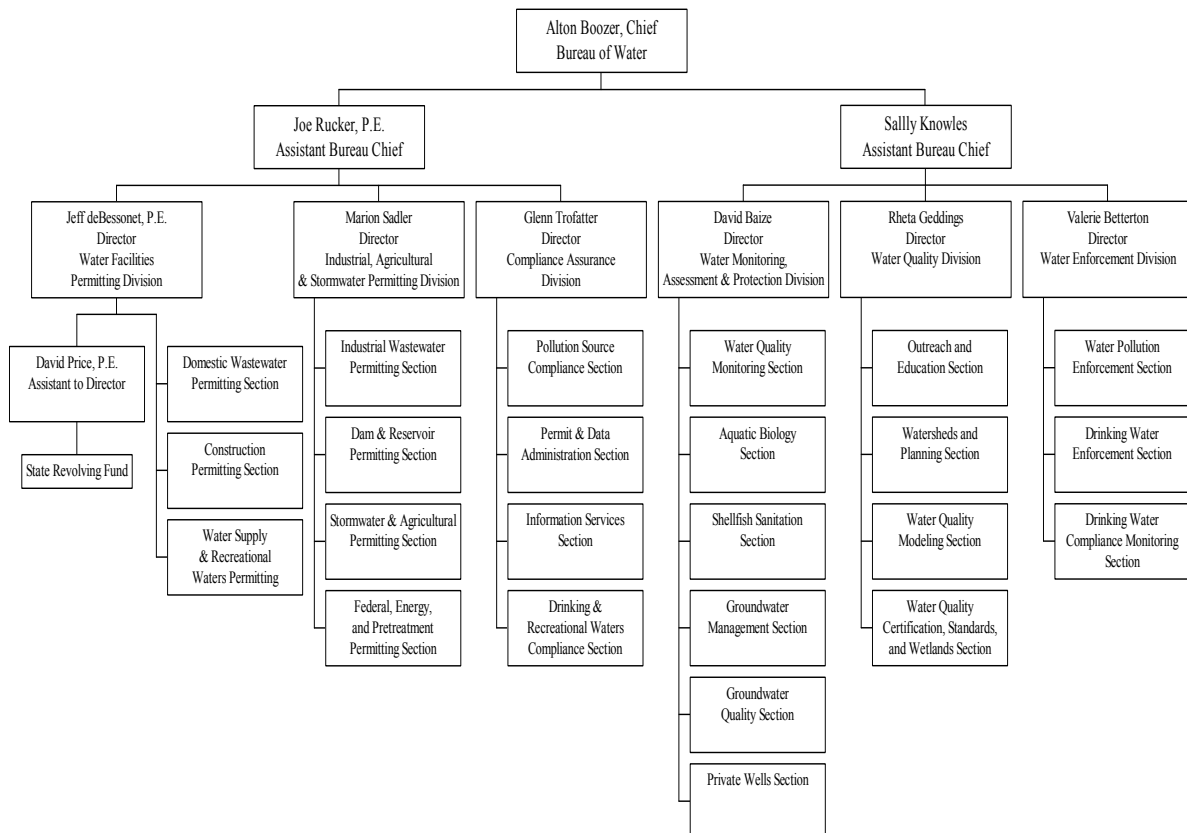 Alton Boozer, Chief
Bureau of Water
Joe Rucker, P.E.
Assistant Bureau Chief
Sallly Knowles
Assistant Bureau Chief
Jeff deBessonet, P.E.
Director
Water Facilities
Permitting Division
Marion Sadler
Director
Industrial, Agricultural
& Stormwater Permitting Division
Glenn Trofatter
Director
Compliance Assurance
Division
David Baize
Director
Water Monitoring,
Assessment & Protection Division
Rheta Geddings
Director
Water Quality Division
Valerie Betterton
Director
Water Enforcement Division
David Price, P.E.
Assistant to Director
State Revolving Fund
Domestic Wastewater
Permitting Section
Construction
Permitting Section
Water Supply
& Recreational
Waters Permitting
Industrial Wastewater
Permitting Section
Dam & Reservoir
Permitting Section
Stormwater & Agricultural
Permitting Section
Federal, Energy,
and Pretreatment
Permitting Section
Pollution Source
Compliance Section
Permit & Data
Administration Section
Information Services
Section
Drinking &
Recreational Waters
Compliance Section
Water Quality
Monitoring Section
Aquatic Biology
Section
Shellfish Sanitation
Section
Groundwater
Management Section
Groundwater
Quality Section
Private Wells Section
Outreach and
Education Section
Watersheds and
Planning Section
Water Quality
Modeling Section
Water Quality
Certification, Standards,
and Wetlands Section
Water Pollution
Enforcement Section
Drinking Water
Enforcement Section
Drinking Water
Compliance Monitoring
Section